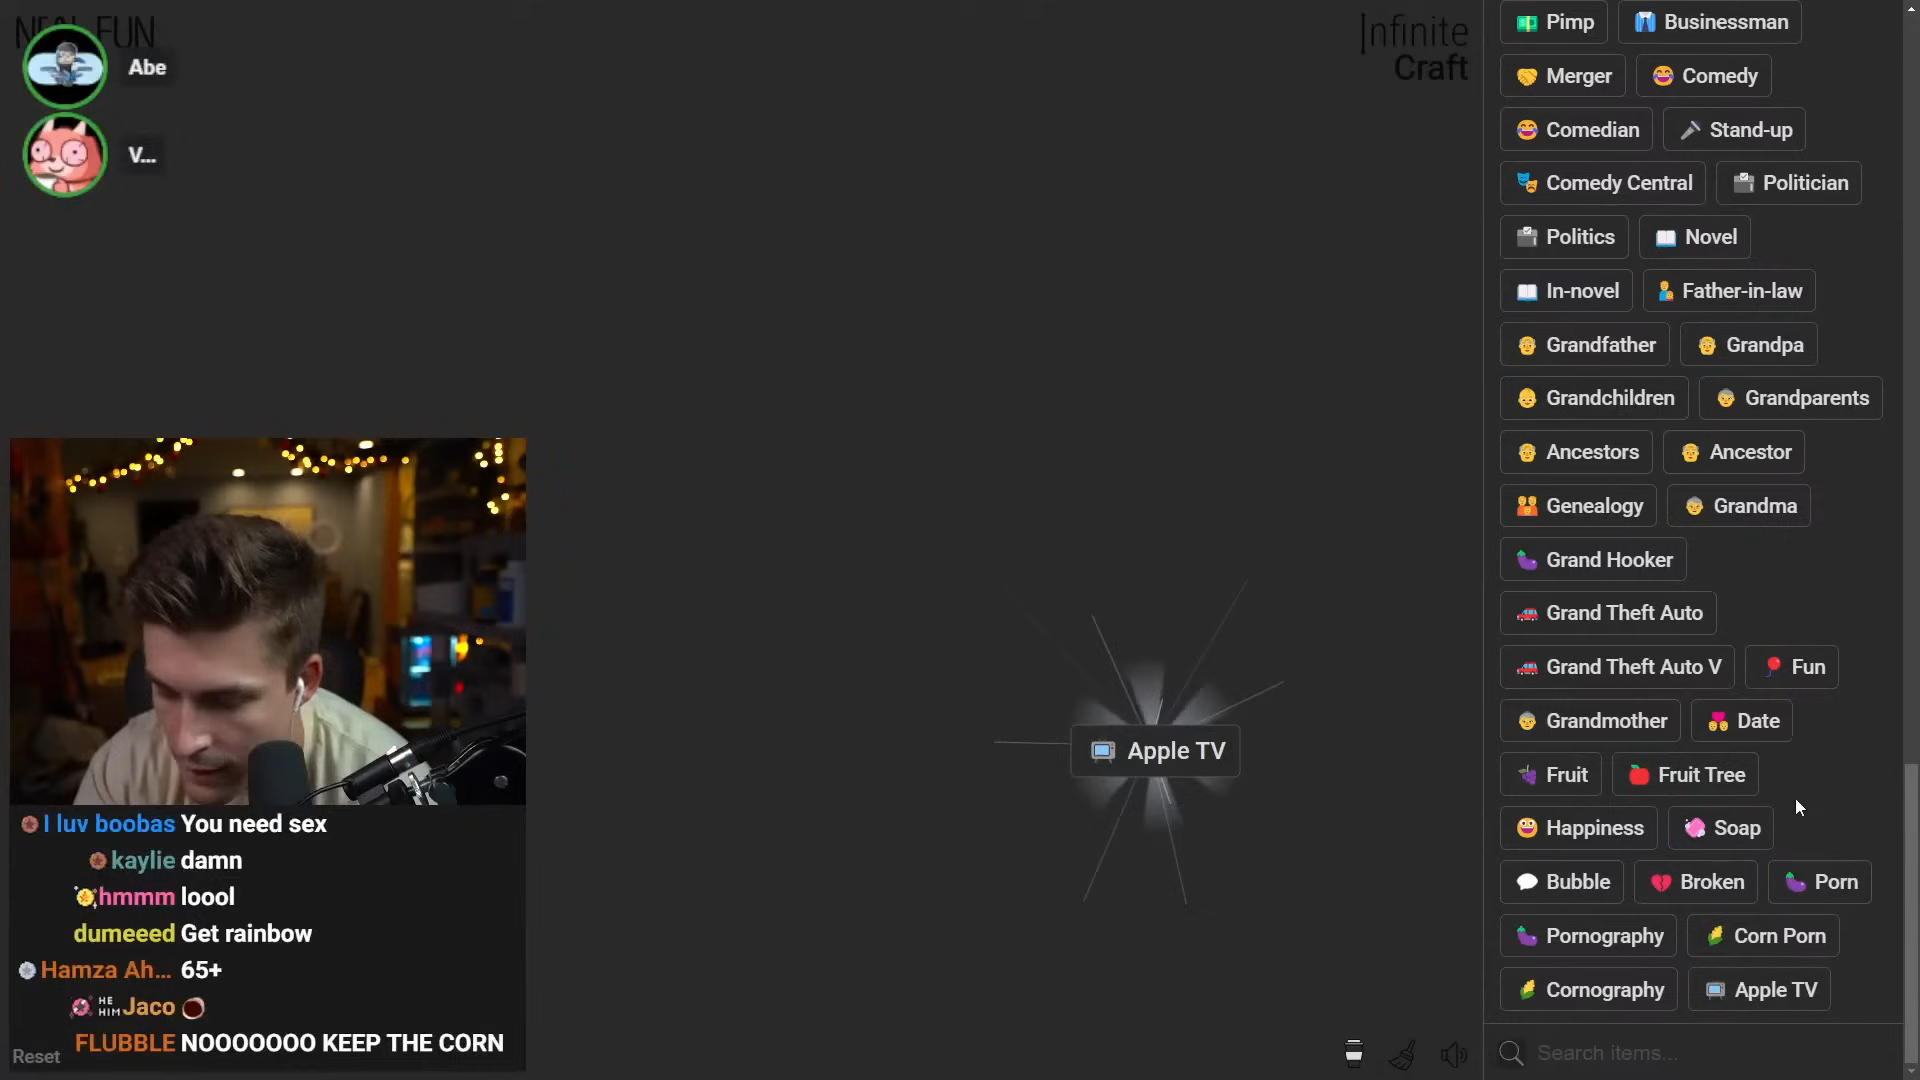 NEAL.FUN
Abe
V...
Infinite
Craft
Apple TV
I luv boobas You need sex
kaylie damn
hmmm loool
dumeeed Get rainbow
Hamza Ah... 65+
HE
HIM Jaco
FLUBBLE NOOOOOOO KEEP THE CORN
Reset
Pimp Businessman
Merger Comedy
Comedian Stand-up
Comedy Central Politician
Politics Novel
In-novel Father-in-law
Grandfather Grandpa
Grandchildren Grandparents
Ancestors Ancestor
Genealogy Grandma
Grand Hooker
Grand Theft Auto
Grand Theft Auto V Fun
Grandmother Date
Fruit Fruit Tree
Happiness Soap
Bubble Broken Porn
Pornography Corn Porn
Cornography Apple TV
Search items...